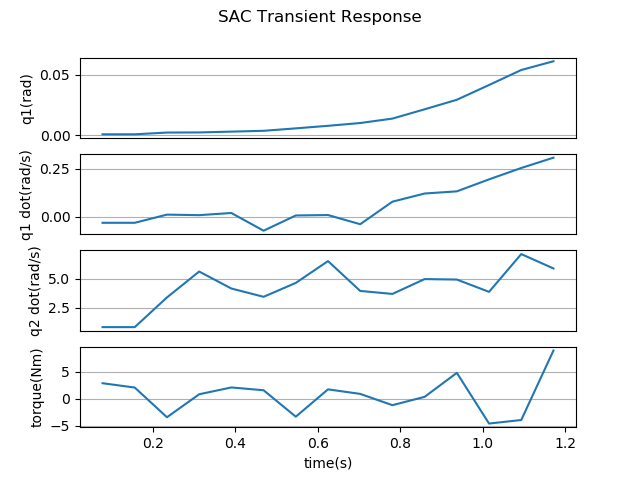 SAC Transient Response
q1(rad)
0.05
0.00
q1 dot(rad/s)
0.25
0.00
q2 dot(rad/s)
5.0
2.5
torque(Nm)
5
0
−5
0.2 0.4 0.6 0.8 1.0 1.2
time(s)